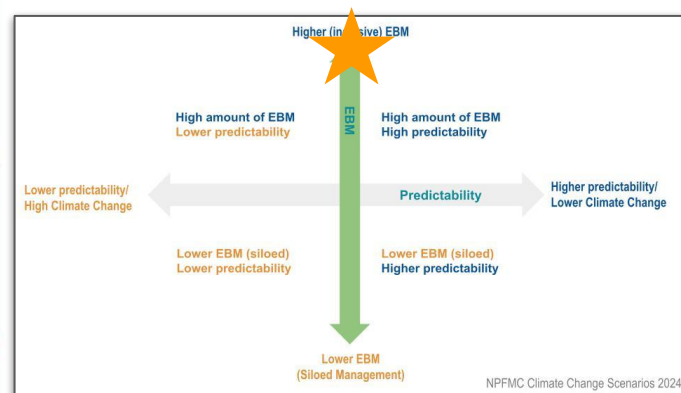 Higher (in sive) EBM
High amount of EBM
Lower predictability
EBM
High amount of EBM
High predictability
Lower predictability/
High Climate Change
Predictability
Higher predictability/
Lower Climate Change
Lower EBM (siloed)
Lower predictability
Lower EBM (siloed)
Higher predictability
Lower EBM
(Siloed Management)
NPFMC Climate Change Scenarios 2024